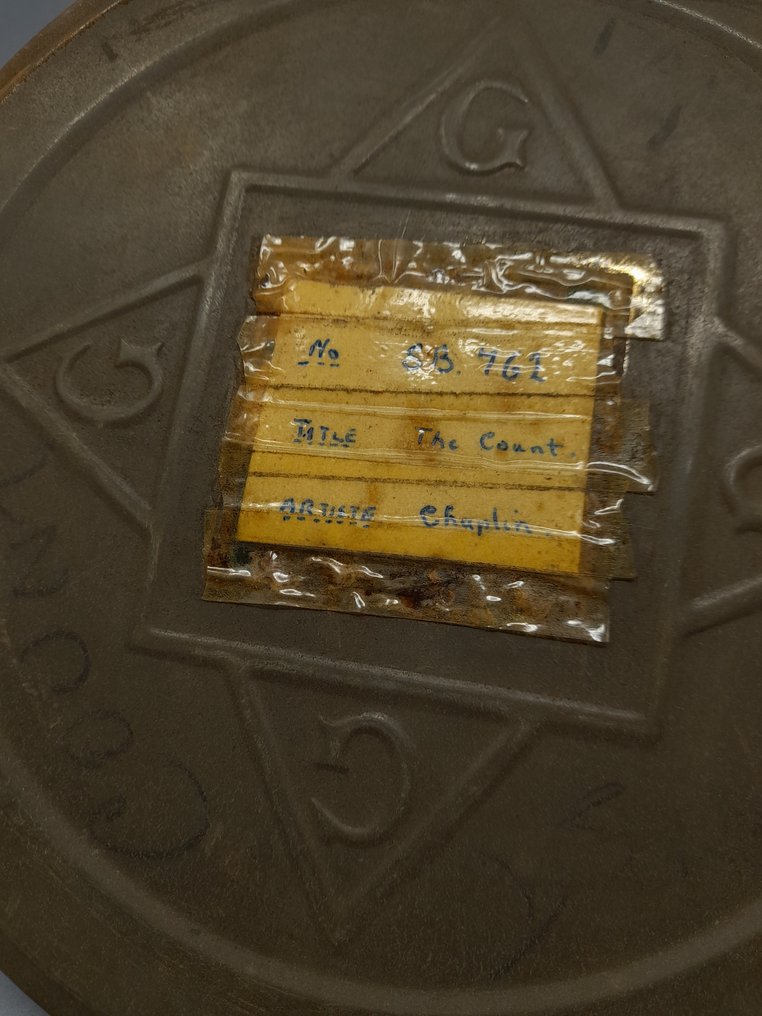 G
No SB. 762
TITLE The Count.
ARTISTE Chaplin.
G
G
G